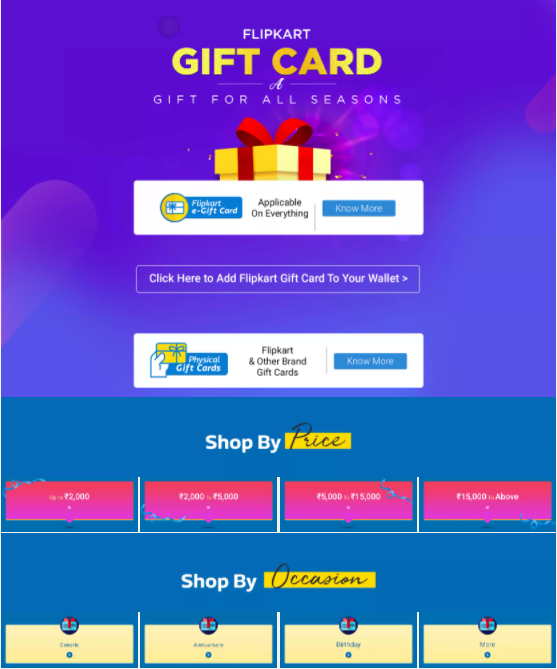 FLIPKART
GIFT CARD
A
GIFT FOR ALL SEASONS
Flipkart
e-Gift Card
Applicable
On Everything
Know More
Click Here to Add Flipkart Gift Card To Your Wallet >
Physical
Gift Cards
Flipkart
& Other Brand
Gift Cards
Know More
Shop By Price
Up to ₹2,000
₹2,000 To ₹5,000
₹5,000 To ₹15,000
₹15,000 To Above
Shop By Occasion
Generic
Anniversary
Birthday
More